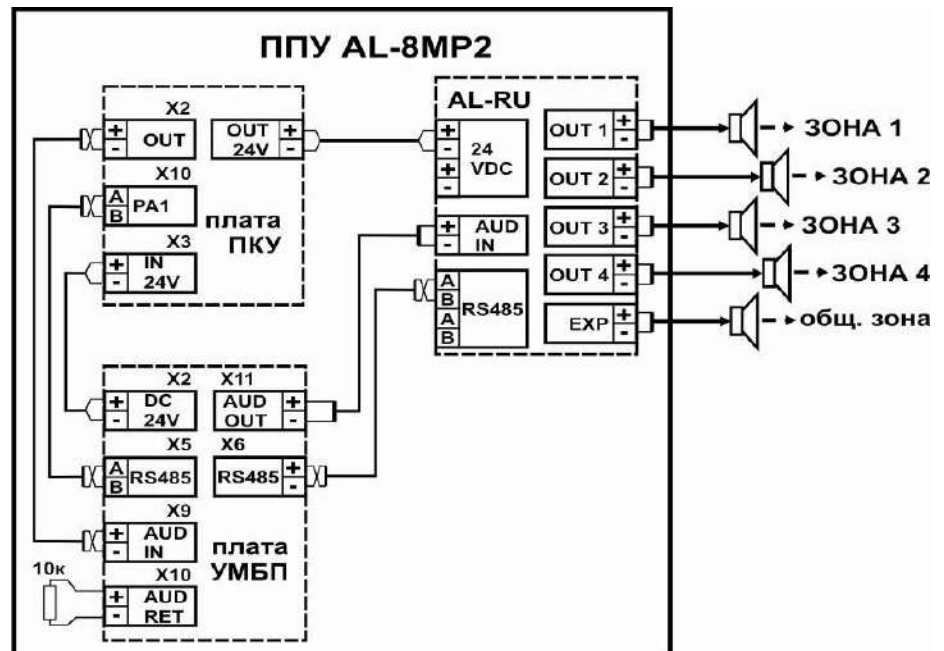 ППУ AL-8MP2
X2
+
-
OUT
OUT
24V
+
-
X10
A
B
PA1
плата
ПКУ
X3
+
-
IN
24V
AL-RU
+
-
+
-
24
VDC
+
-
AUD
IN
A
B
A
B
RS485
OUT 1
+
-
OUT 2
+
-
OUT 3
+
-
OUT 4
+
-
EXP
+
-
ЗОНА 1
ЗОНА 2
ЗОНА 3
ЗОНА 4
общ. зона
X2
+
-
DC
24V
X11
AUD
OUT
+
-
X5
A
B
RS485
X6
RS485
+
-
X9
+
-
AUD
IN
плата
УМБП
10к
X10
+
-
AUD
RET